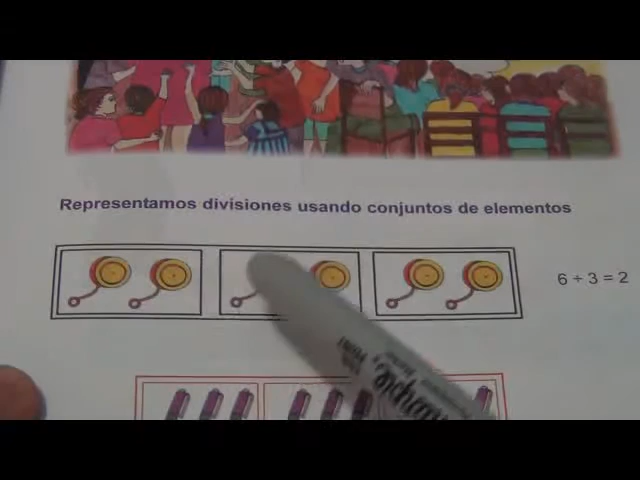 Representamos divisiones usando conjuntos de elementos
6 ÷ 3 = 2